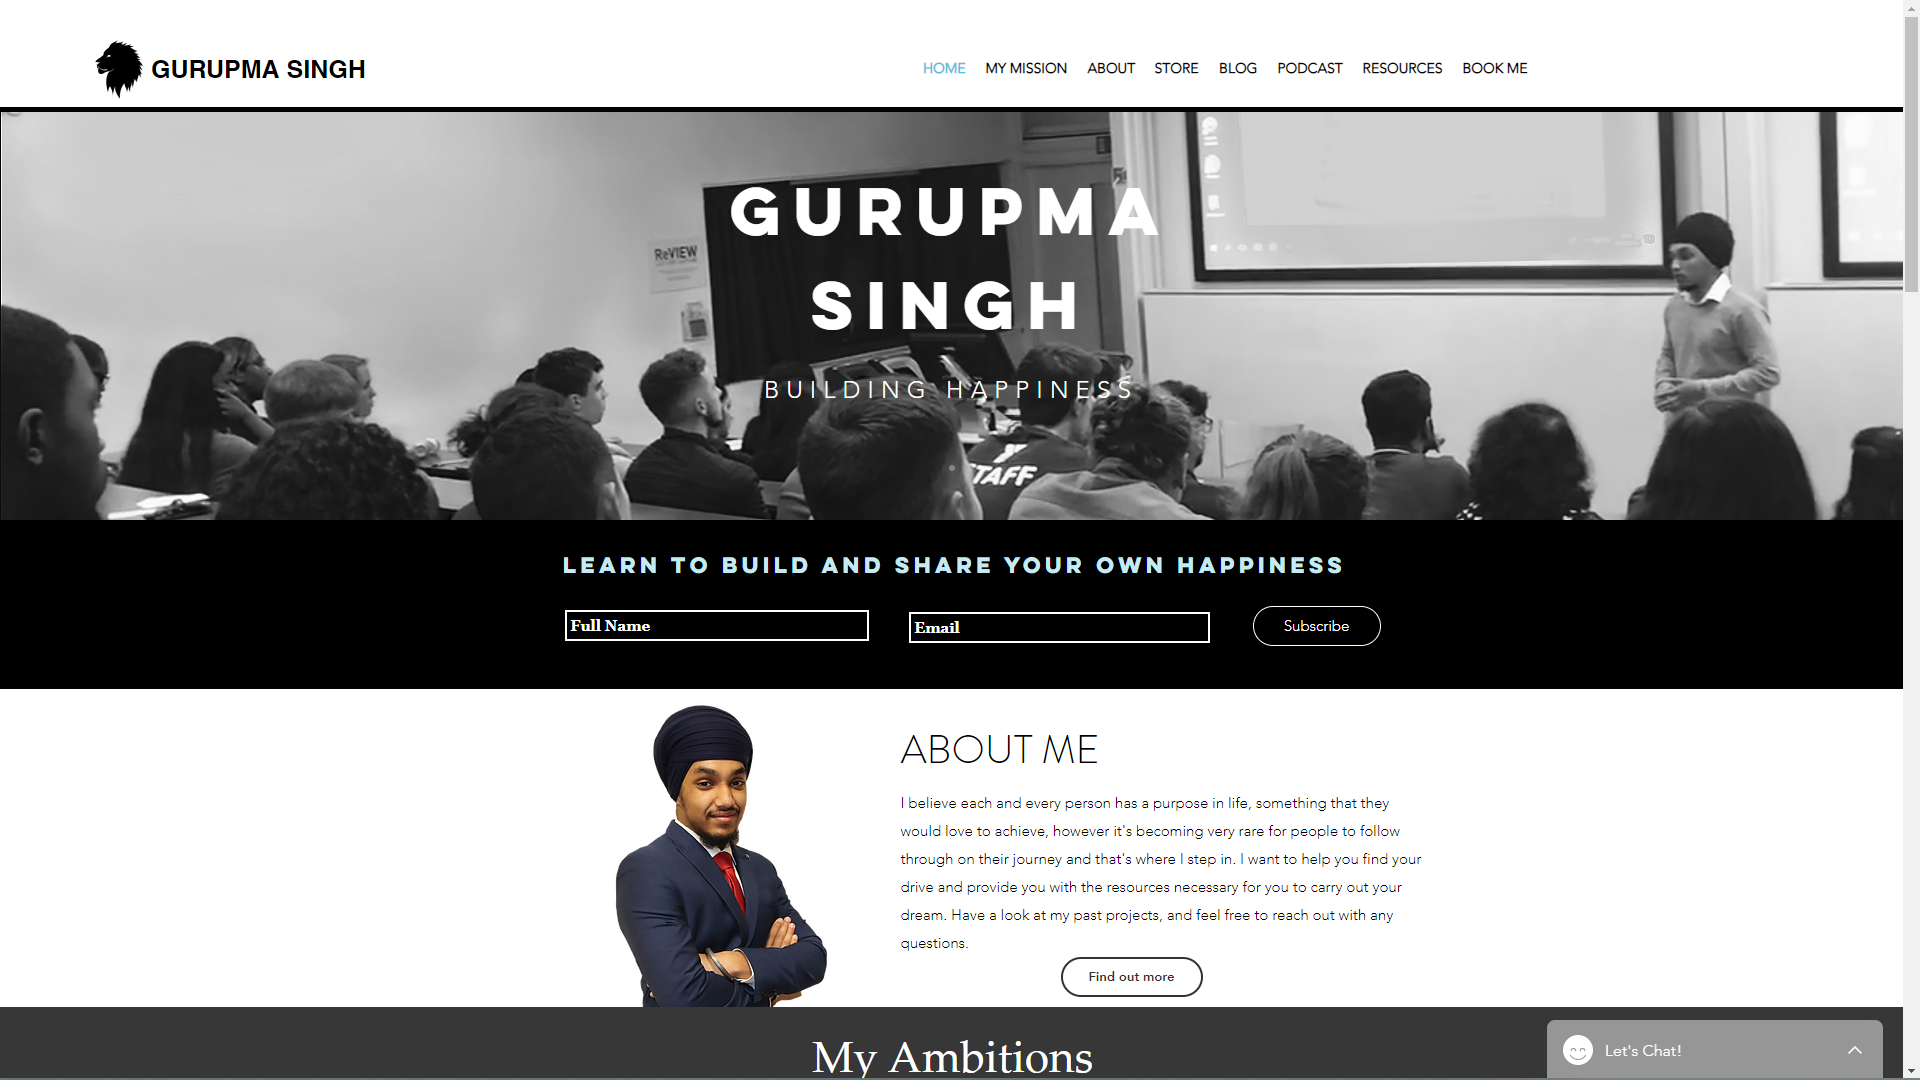 GURUPMA SINGH
HOME MY MISSION ABOUT STORE BLOG PODCAST RESOURCES BOOK ME
GURUPMA
SINGH
BUILDING HAPPINESS
ReVIEW
STAFF
LEARN TO BUILD AND SHARE YOUR OWN HAPPINESS
Full Name
Email
Subscribe
ABOUT ME
I believe each and every person has a purpose in life, something that they
would love to achieve, however it's becoming very rare for people to follow
through on their journey and that's where I step in. I want to help you find your
drive and provide you with the resources necessary for you to carry out your
dream. Have a look at my past projects, and feel free to reach out with any
questions.
Find out more
My Ambitions
Let's Chat!